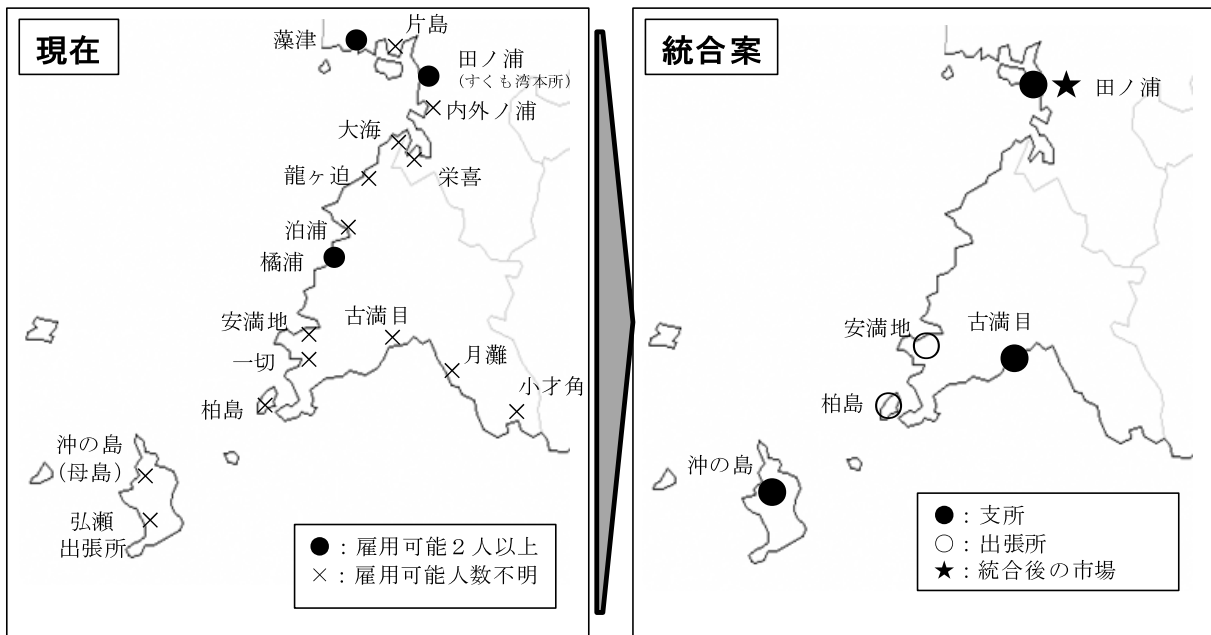 現在
藻津
片島
田ノ浦
(すくも湾本所)
内外ノ浦
大海
栄喜
龍ヶ迫
泊浦
橘浦
安満地
古満目
一切
月灘
小才角
柏島
沖の島
(母島)
弘瀬
出張所
●：雇用可能２人以上
×：雇用可能人数不明
統合案
田ノ浦
安満地
古満目
柏島
沖の島
●：支所
○：出張所
★：統合後の市場